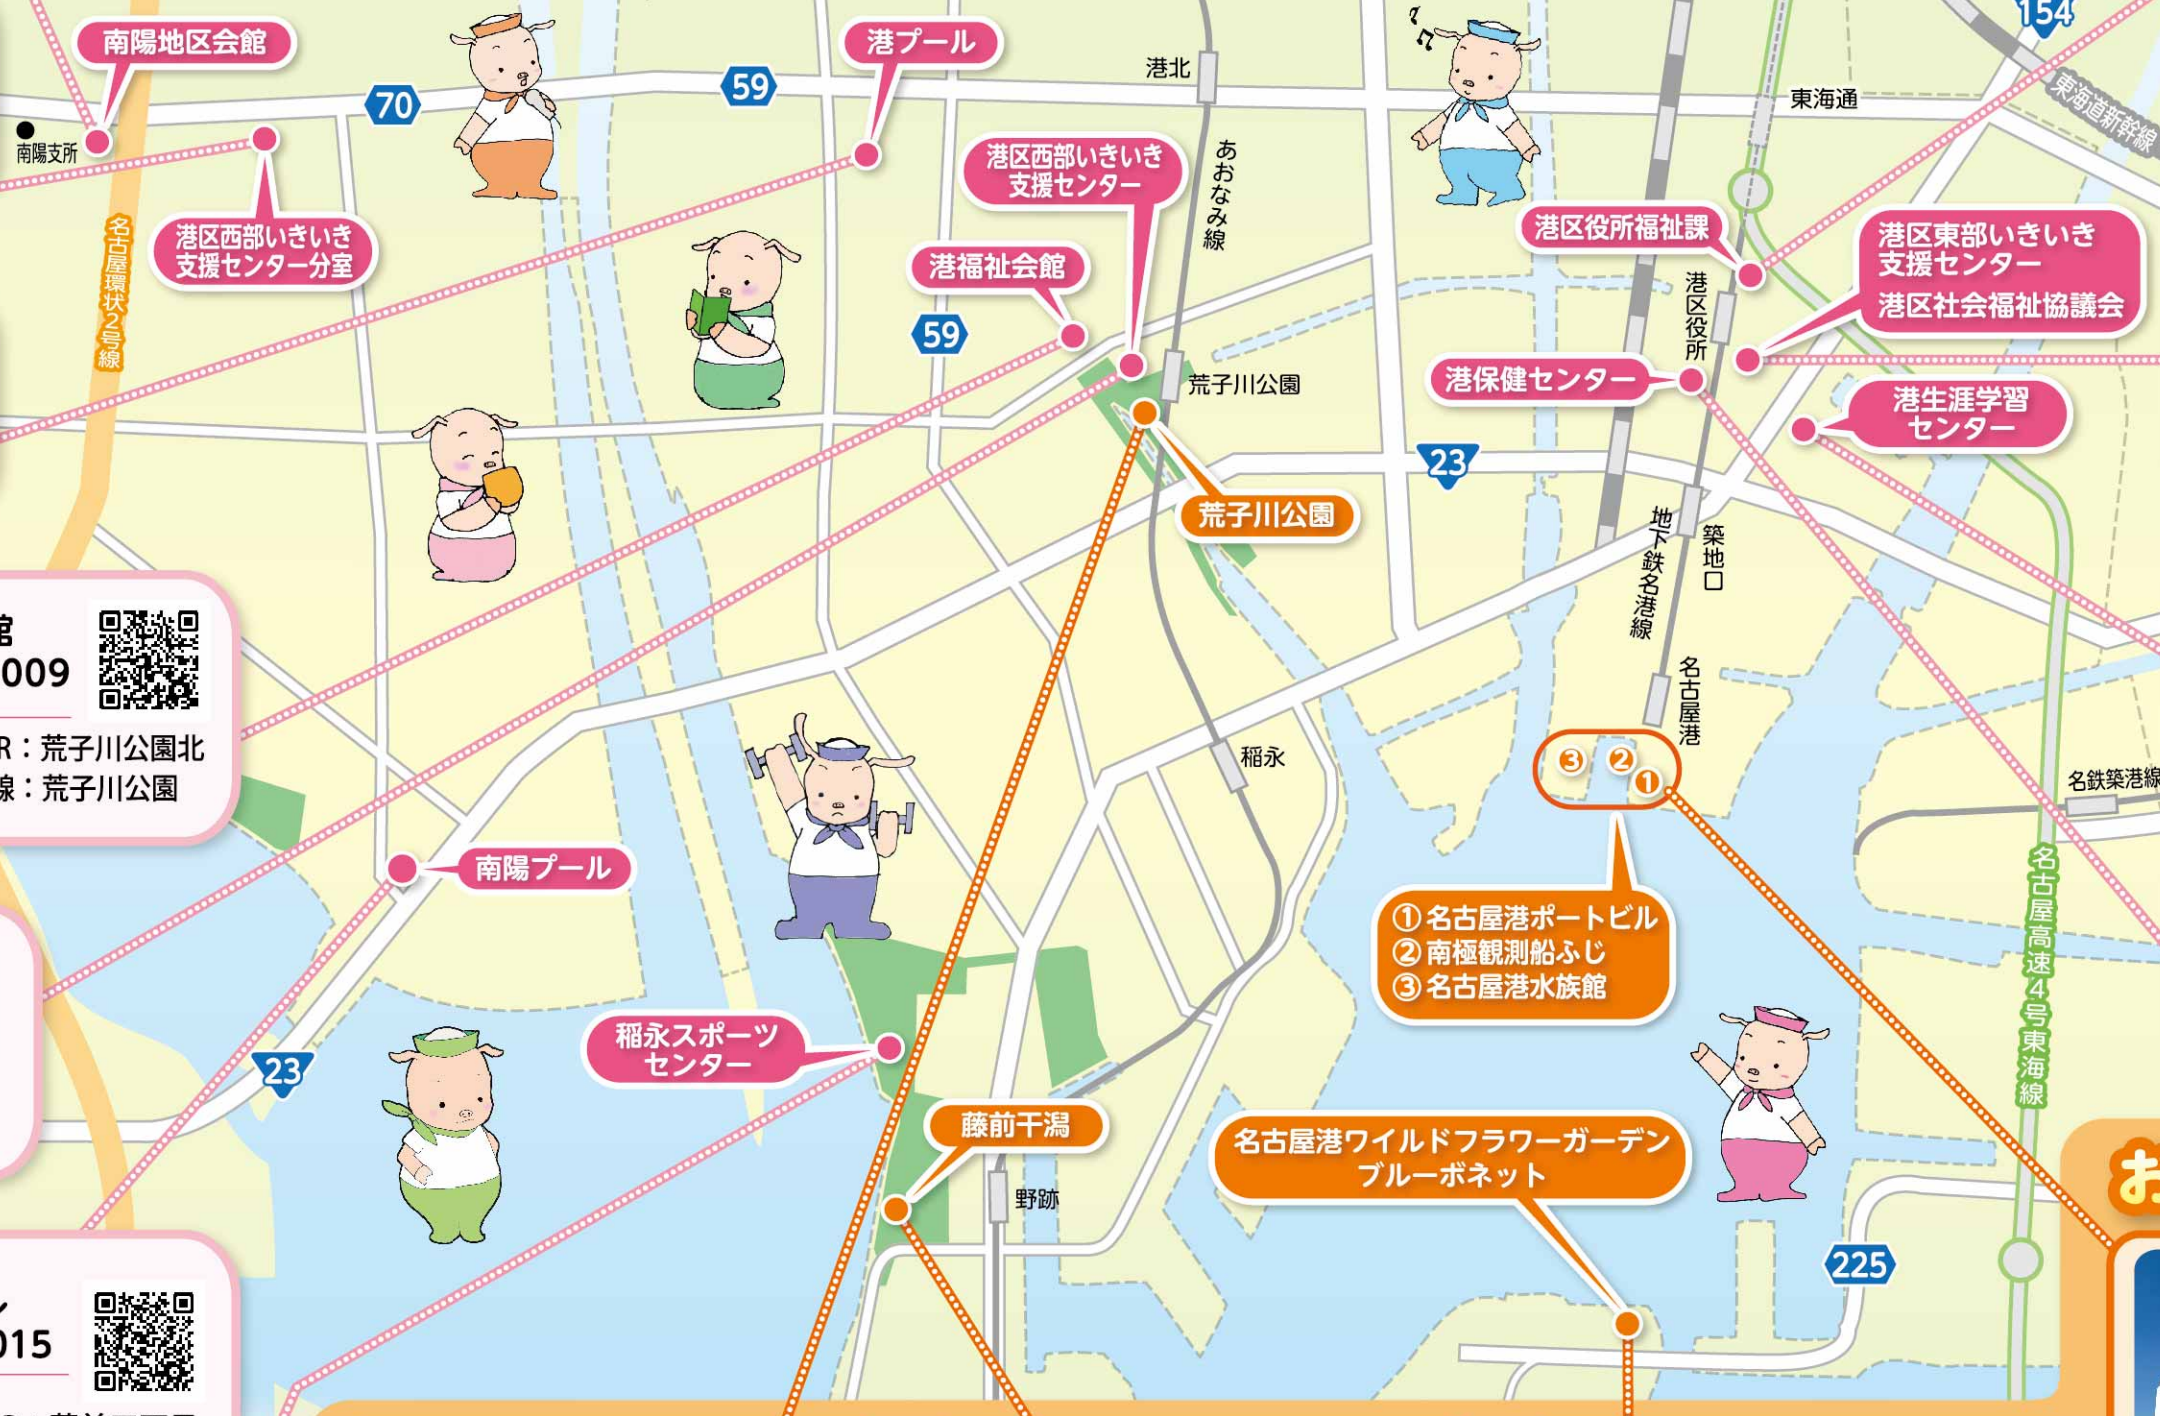 南陽地区会館
港プール
154
港北
70
59
東海通
東海道新幹線
南陽支所
港区西部いきいき
支援センター
あおなみ線
港区西部いきいき
支援センター分室
名古屋環状2号線
港福祉会館
港区役所福祉課
港区東部いきいき
支援センター
港区社会福祉協議会
港区役所
59
荒子川公園
港保健センター
港生涯学習
センター
23
荒子川公園
地下鉄名港線
築地口
館
009
R：荒子川公園北
線：荒子川公園
名古屋港
稲永
③
②
①
名鉄築港線
南陽プール
①名古屋港ポートビル
②南極観測船ふじ
③名古屋港水族館
名古屋高速4号東海線
稲永スポーツ
センター
23
藤前干潟
名古屋港ワイルドフラワーガーデン
ブルーボネット
野跡
お
225
015